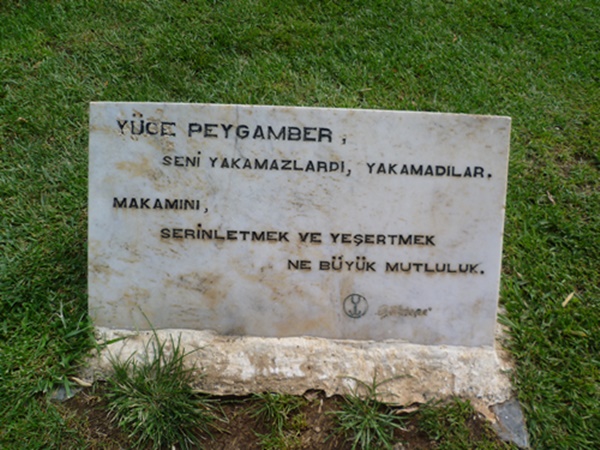 YÜCE PEYGAMBER,
SENİ YAKAMAZLARDI, YAKAMADILAR.
MAKAMINI,
SERİNLETMEK VE YEŞERTMEK
NE BÜYÜK MUTLULUK.